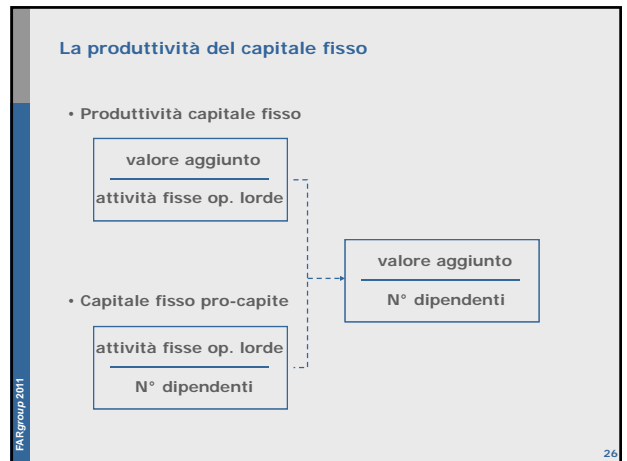 La produttività del capitale fisso
• Produttività capitale fisso
valore aggiunto
attività fisse op. lorde
valore aggiunto
N° dipendenti
• Capitale fisso pro-capite
attività fisse op. lorde
N° dipendenti
FARgroup 2011
26